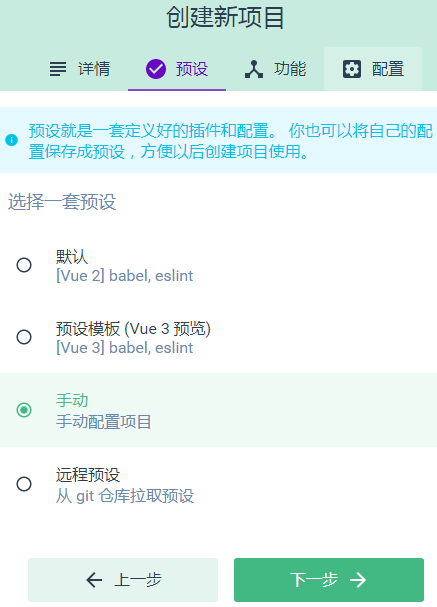 创建新项目
详情
预设
功能
配置
预设就是一套定义好的插件和配置。 你也可以将自己的配
置保存成预设，方便以后创建项目使用。
选择一套预设
默认
[Vue 2] babel, eslint
预设模板 (Vue 3 预览)
[Vue 3] babel, eslint
手动
手动配置项目
远程预设
从 git 仓库拉取预设
上一步
下一步